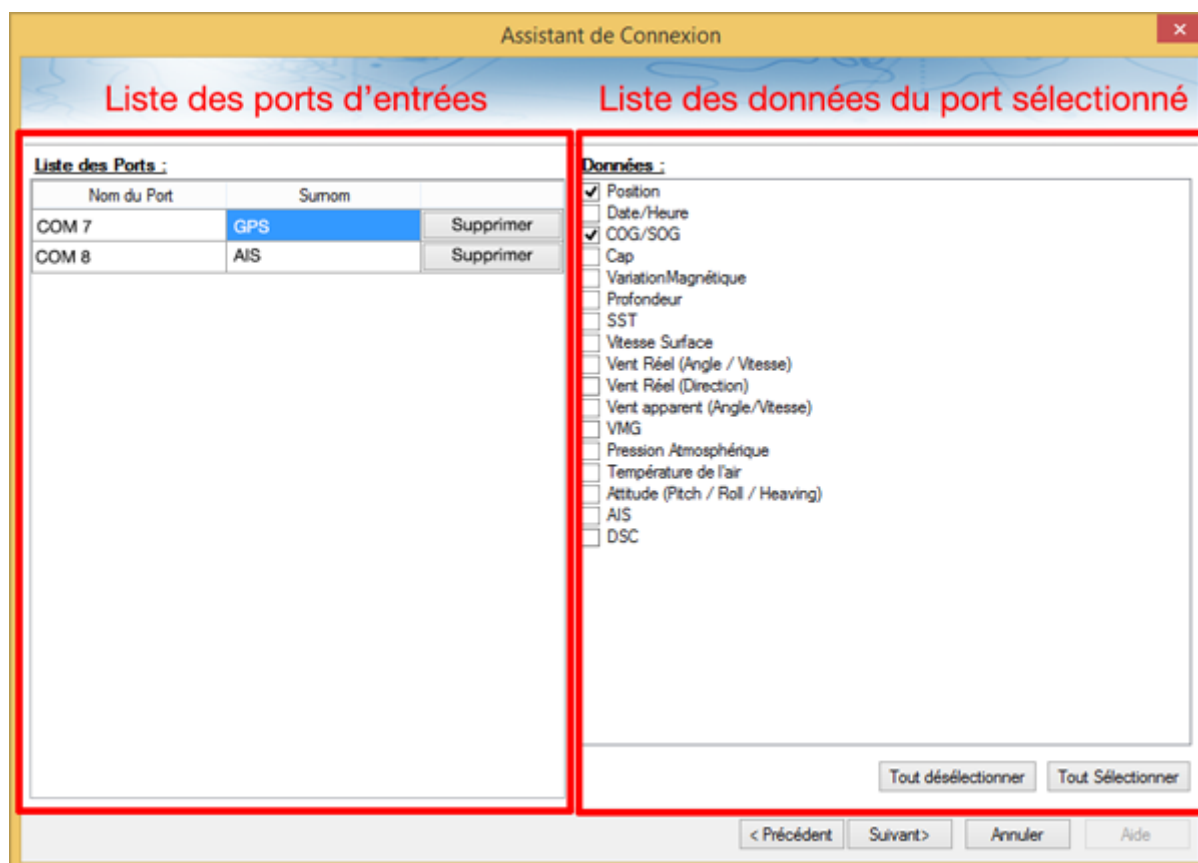 Assistant de Connexion
Liste des ports d'entrées
Liste des données du port sélectionné
Liste des Ports :
Nom du Port Surnom
COM 7 GPS Supprimer
COM 8 AIS Supprimer
Données :
Position
Date/Heure
COG/SOG
Cap
VariationMagnétique
Profondeur
SST
Vitesse Surface
Vent Réel (Angle / Vitesse)
Vent Réel (Direction)
Vent apparent (Angle/Vitesse)
VMG
Pression Atmosphérique
Température de l'air
Attitude (Pitch / Roll / Heaving)
AIS
DSC
Tout désélectionner Tout Sélectionner
< Précédent Suivant> Annuler Aide